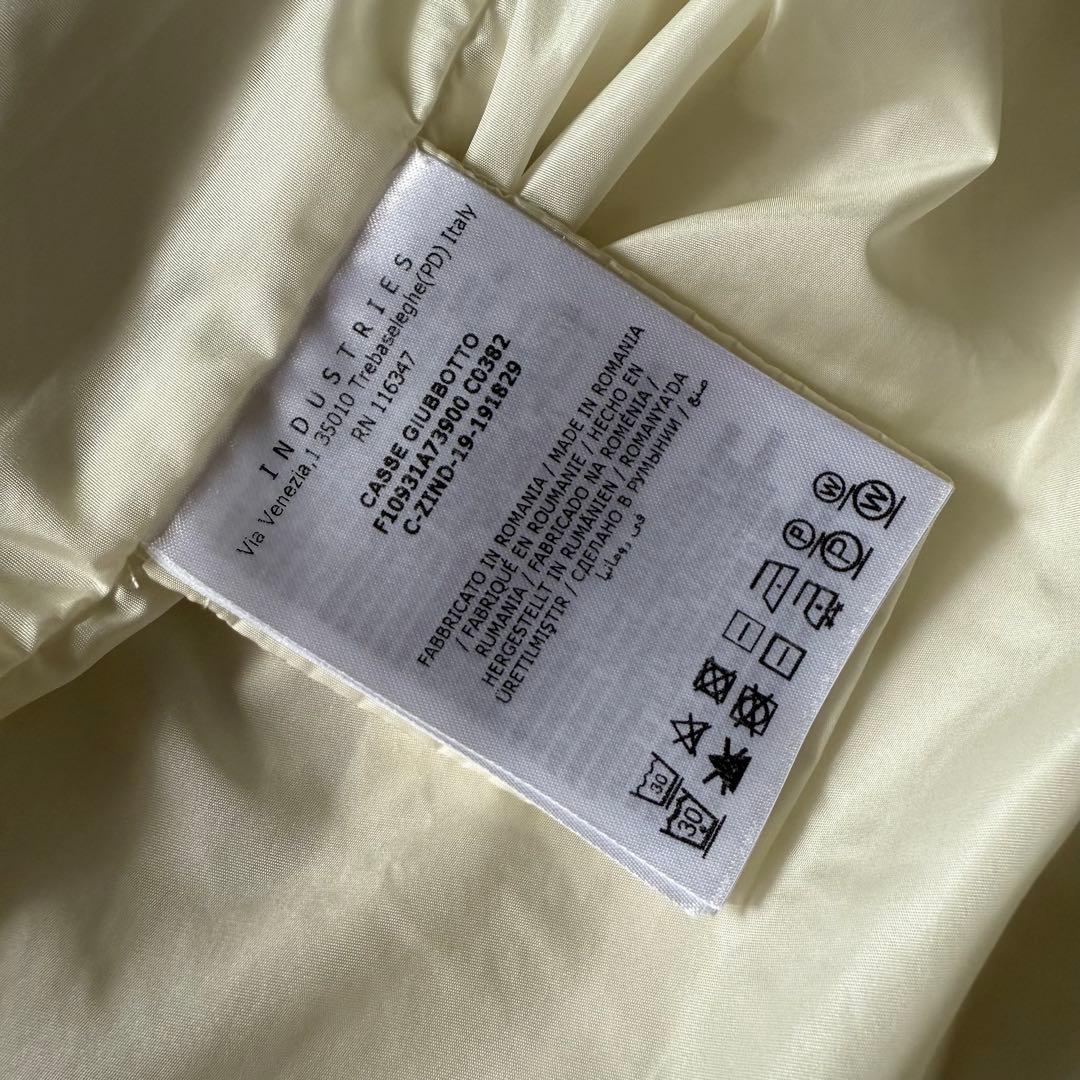 INDUSTRIES
Via Venezia,1 35010 Trebaseleghe(PD) Italy
RN 116347
CASSE GIUBBOTTO
F10931A73900 C0382
C-ZIND-19-191829
FABBRICATO IN ROMANIA / MADE IN ROMANIA
/ FABRIQUÉ EN ROUMANIE / HECHO EN
RUMANIA / FABRICADO NA ROMÉNIA /
HERGESTELLT IN RUMÄNIEN / ROMANYA'DA
ÜRETILMIŞTIR / СДЕЛАНО В РУМЫНИИ / صنع
في رومانيا
W
W
P
P
30
30